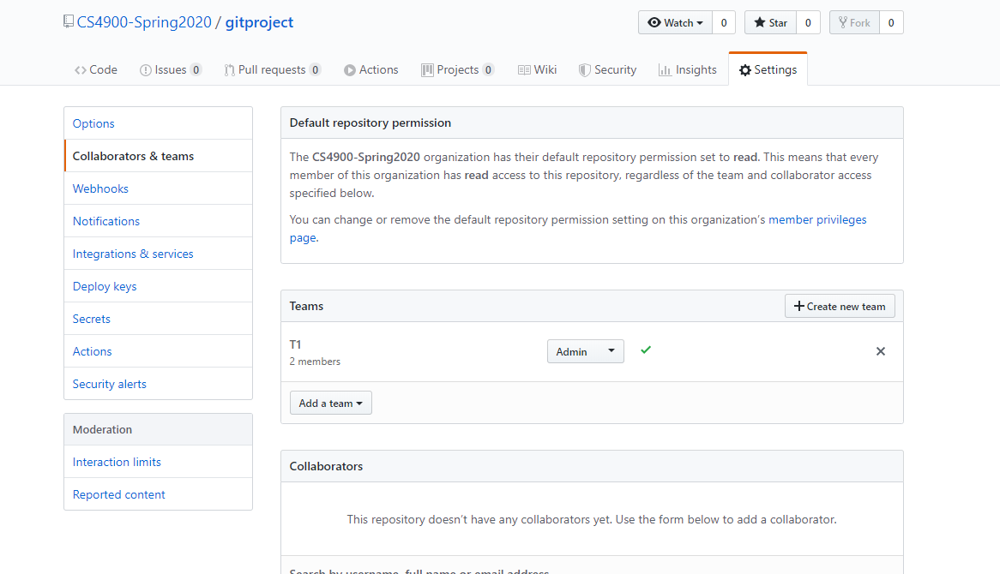 CS4900-Spring2020 / gitproject
Watch 0 Star 0 Fork 0
Code Issues 0 Pull requests 0 Actions Projects 0 Wiki Security Insights Settings
Options
Collaborators & teams
Webhooks
Notifications
Integrations & services
Deploy keys
Secrets
Actions
Security alerts
Moderation
Interaction limits
Reported content
Default repository permission
The CS4900-Spring2020 organization has their default repository permission set to read. This means that every
member of this organization has read access to this repository, regardless of the team and collaborator access
specified below.
You can change or remove the default repository permission setting on this organization's member privileges
page.
Teams
Create new team
T1
2 members
Admin
Add a team
Collaborators
This repository doesn't have any collaborators yet. Use the form below to add a collaborator.
Search by username, full name or email address